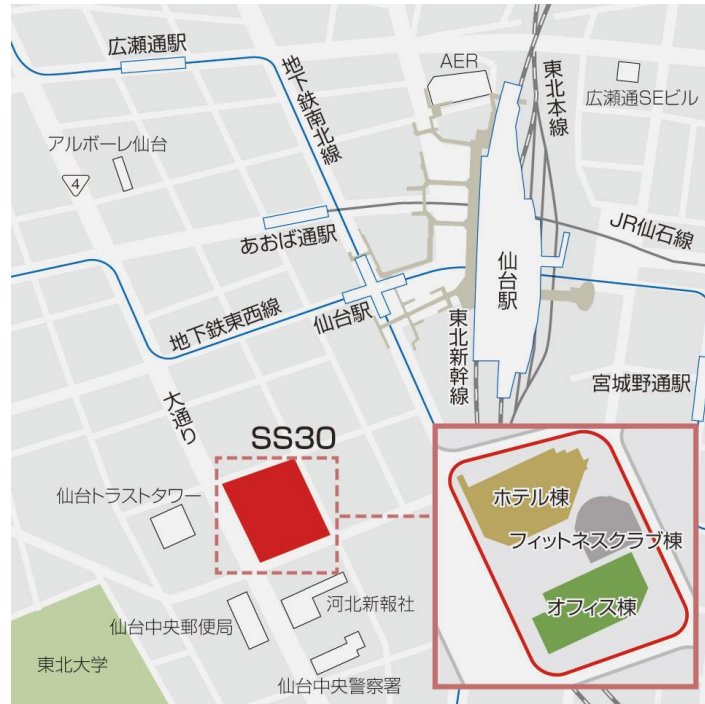 広瀬通駅
地下鉄南北線
AER
東北本線
広瀬通SEビル
アルボーレ仙台
4
あおば通駅
JR仙石線
仙台駅
仙台駅
地下鉄東西線
東北新幹線
宮城野通駅
大通り
SS30
仙台トラストタワー
ホテル棟
フィットネスクラブ棟
オフィス棟
河北新報社
仙台中央郵便局
東北大学
仙台中央警察署